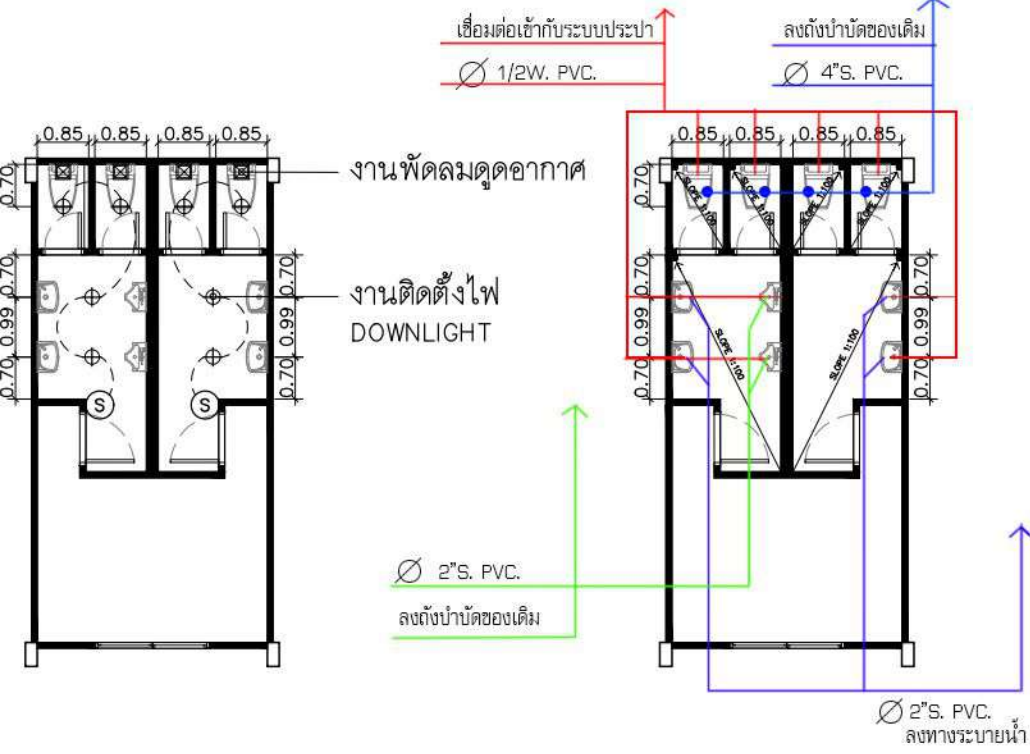 เชื่อมต่อเข้ากับระบบประปา
∅ 1/2W. PVC.
ลงถังบำบัดของเดิม
∅ 4"S. PVC.
0.85 0.85 0.85 0.85
0.70
0.70
0.99
0.70
0.70
0.99
0.70
S
S
งานพัดลมดูดอากาศ
งานติดตั้งไฟ
DOWNLIGHT
0.85 0.85 0.85 0.85
0.70
SLOPE 1:100
SLOPE 1:100
SLOPE 1:100
SLOPE 1:100
0.70
0.70
0.99
0.70
0.70
0.99
0.70
SLOPE 1:100
SLOPE 1:100
∅ 2"S. PVC.
ลงถังบำบัดของเดิม
∅ 2"S. PVC.
ลงทางระบายน้ำ